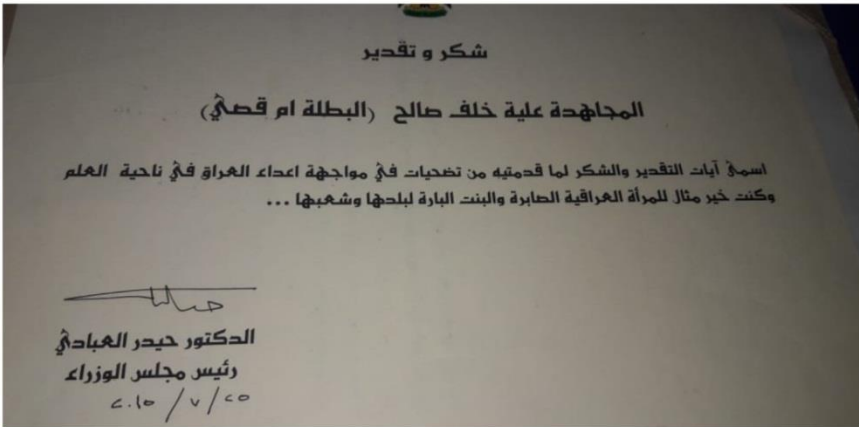 شكر و تقدير
المجاهدة علية خلف صالح (البطلة ام قصي)
اسمى آيات التقدير والشكر لما قدمتيه من تضحيات في مواجهة اعداء العراق في ناحية العلم
وكنت خير مثال للمرأة العراقية الصابرة والبنت البارة لبلدها وشعبها ...
الدكتور حيدر العبادي
رئيس مجلس الوزراء
٢٠١٥ / ٧ / ٢٥